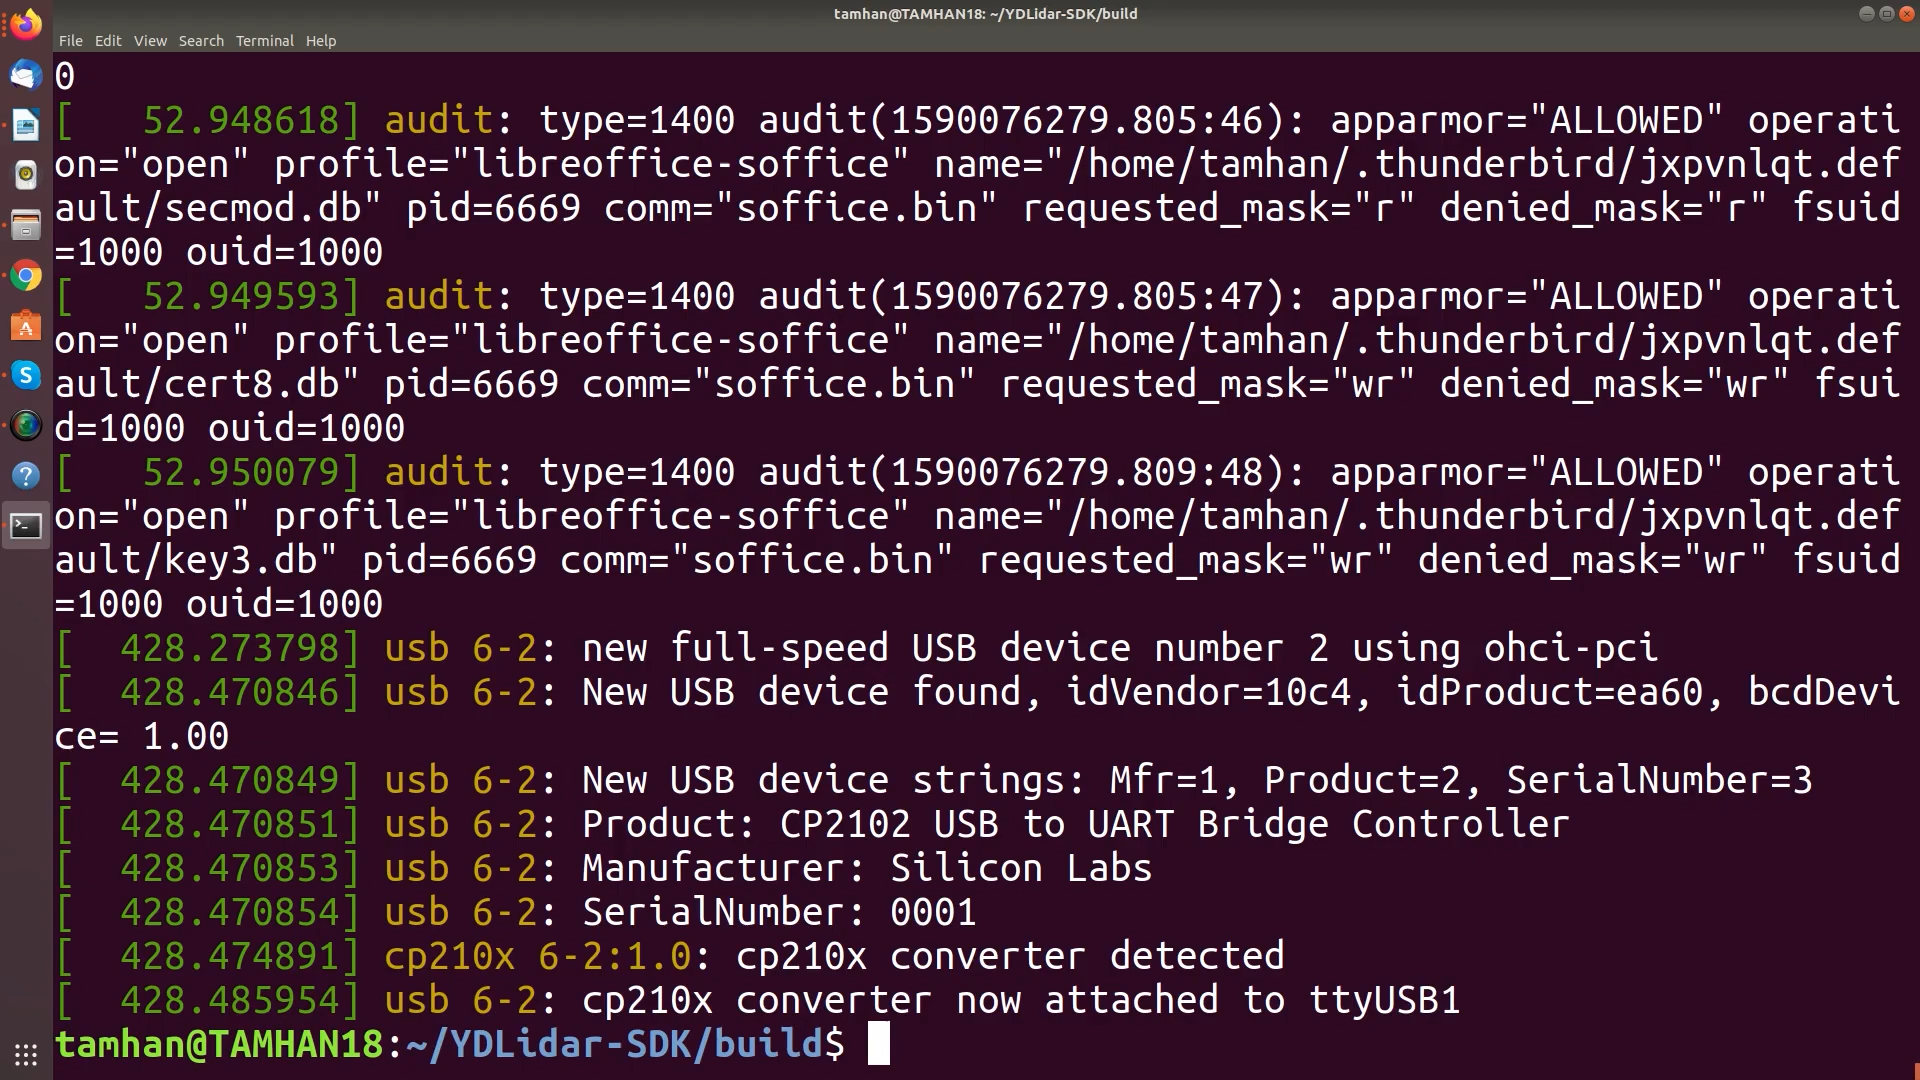 tamhan@TAMHAN18: ~/YDLidar-SDK/build
File Edit View Search Terminal Help
0
[   52.948618] audit: type=1400 audit(1590076279.805:46): apparmor="ALLOWED" operati
on="open" profile="libreoffice-soffice" name="/home/tamhan/.thunderbird/jxpvnlqt.def
ault/secmod.db" pid=6669 comm="soffice.bin" requested_mask="r" denied_mask="r" fsuid
=1000 ouid=1000
[   52.949593] audit: type=1400 audit(1590076279.805:47): apparmor="ALLOWED" operati
on="open" profile="libreoffice-soffice" name="/home/tamhan/.thunderbird/jxpvnlqt.def
ault/cert8.db" pid=6669 comm="soffice.bin" requested_mask="wr" denied_mask="wr" fsui
d=1000 ouid=1000
[   52.950079] audit: type=1400 audit(1590076279.809:48): apparmor="ALLOWED" operati
on="open" profile="libreoffice-soffice" name="/home/tamhan/.thunderbird/jxpvnlqt.def
ault/key3.db" pid=6669 comm="soffice.bin" requested_mask="wr" denied_mask="wr" fsuid
=1000 ouid=1000
[  428.273798] usb 6-2: new full-speed USB device number 2 using ohci-pci
[  428.470846] usb 6-2: New USB device found, idVendor=10c4, idProduct=ea60, bcdDevi
ce= 1.00
[  428.470849] usb 6-2: New USB device strings: Mfr=1, Product=2, SerialNumber=3
[  428.470851] usb 6-2: Product: CP2102 USB to UART Bridge Controller
[  428.470853] usb 6-2: Manufacturer: Silicon Labs
[  428.470854] usb 6-2: SerialNumber: 0001
[  428.474891] cp210x 6-2:1.0: cp210x converter detected
[  428.485954] usb 6-2: cp210x converter now attached to ttyUSB1
tamhan@TAMHAN18:~/YDLidar-SDK/build$